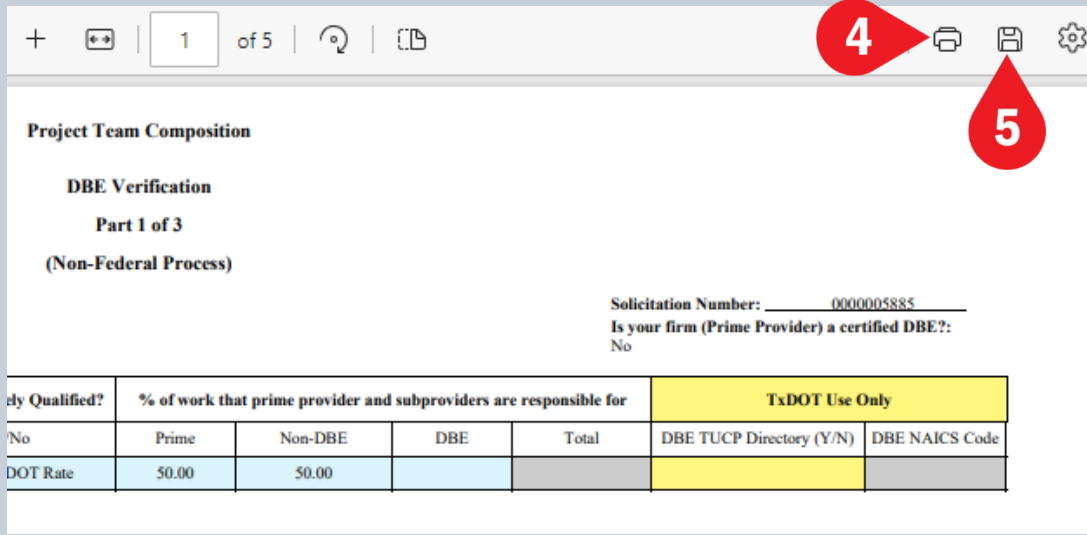 1 of 5
4
5
Project Team Composition
DBE Verification
Part 1 of 3
(Non-Federal Process)
Solicitation Number: 0000005885
Is your firm (Prime Provider) a certified DBE?:
No
ely Qualified? % of work that prime provider and subproviders are responsible for TxDOT Use Only
/No Prime Non-DBE DBE Total DBE TUCP Directory (Y/N) DBE NAICS Code
DOT Rate 50.00 50.00